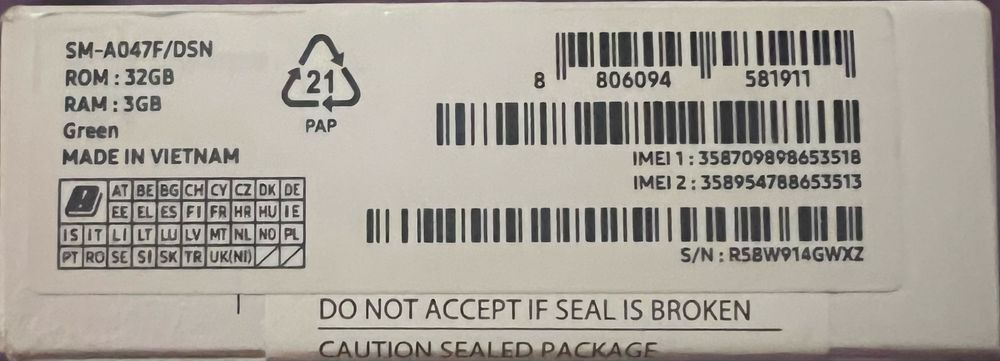 SM-A047F/DSN
ROM : 32GB
RAM : 3GB
Green
MADE IN VIETNAM
21
PAP
AT BE BG CH CY CZ DK DE
EE EL ES FI FR HR HU IE
IS IT LI LT LU LV MT NL NO PL
PT RO SE SI SK TR UK(NI)
8 806094 581911
IMEI 1 : 358709898653518
IMEI 2 : 358954788653513
S/N : R58W914GWXZ
DO NOT ACCEPT IF SEAL IS BROKEN
CAUTION SEALED PACKAGE